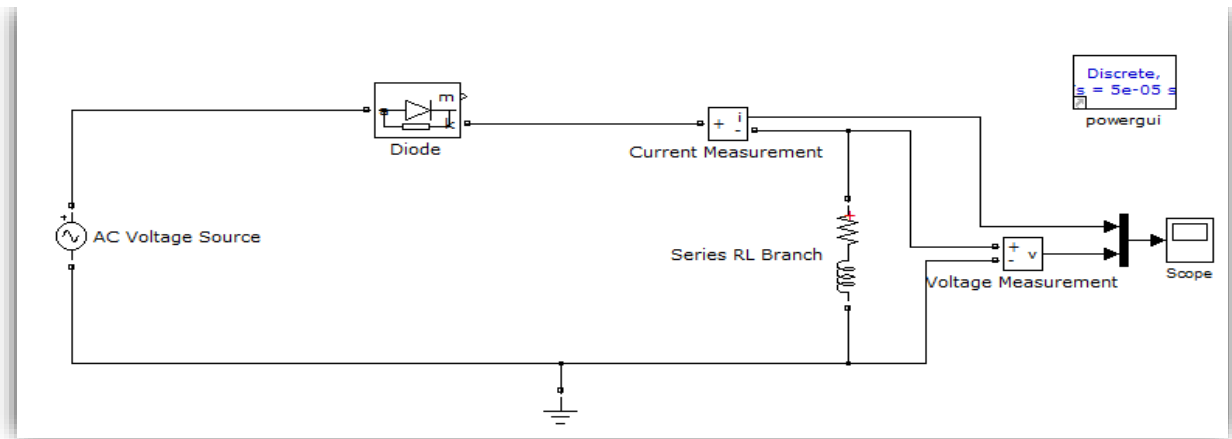 Discrete,
s = 5e-05 s
powergui
m
k
Diode
i
+
-
Current Measurement
+
AC Voltage Source
+
Series RL Branch
+
-
v
Voltage Measurement
Scope